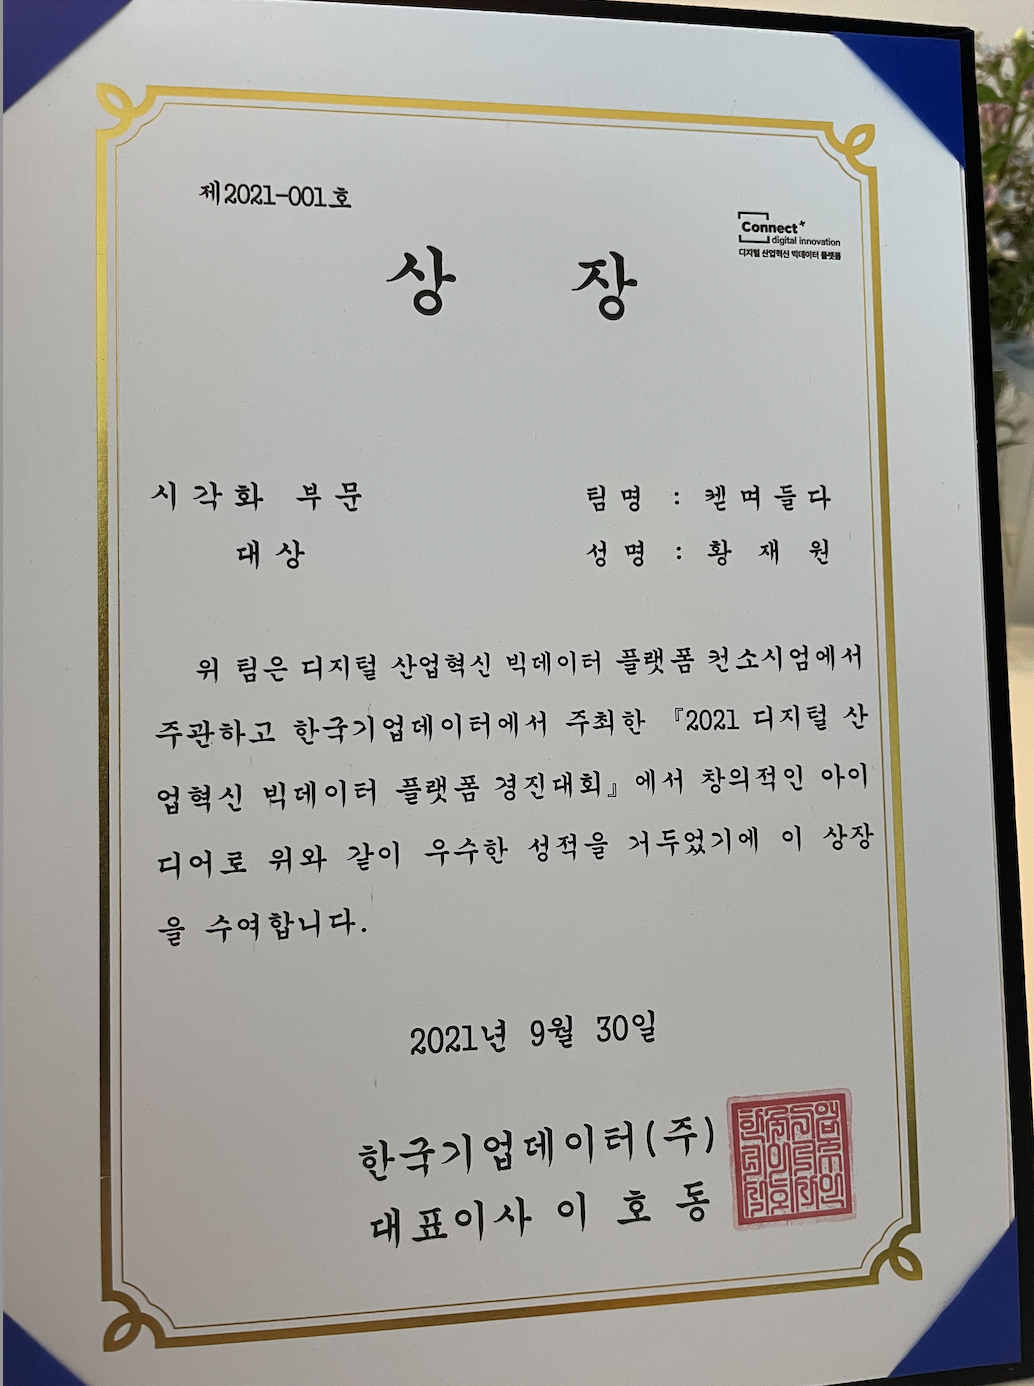 제2021-001호
Connect+
digital innovation
디지털 산업혁신 빅데이터 플랫폼
상 장
시각화 부문
팀명 : 켄며들다
대상
성명 : 황 재 원
위 팀은 디지털 산업혁신 빅데이터 플랫폼 컨소시엄에서
주관하고 한국기업데이터에서 주최한 『2021 디지털 산
업혁신 빅데이터 플랫폼 경진대회』에서 창의적인 아이
디어로 위와 같이 우수한 성적을 거두었기에 이 상장
을 수여합니다.
2021년 9월 30일
한국기업데이터(주)
대표이사 이 호 동